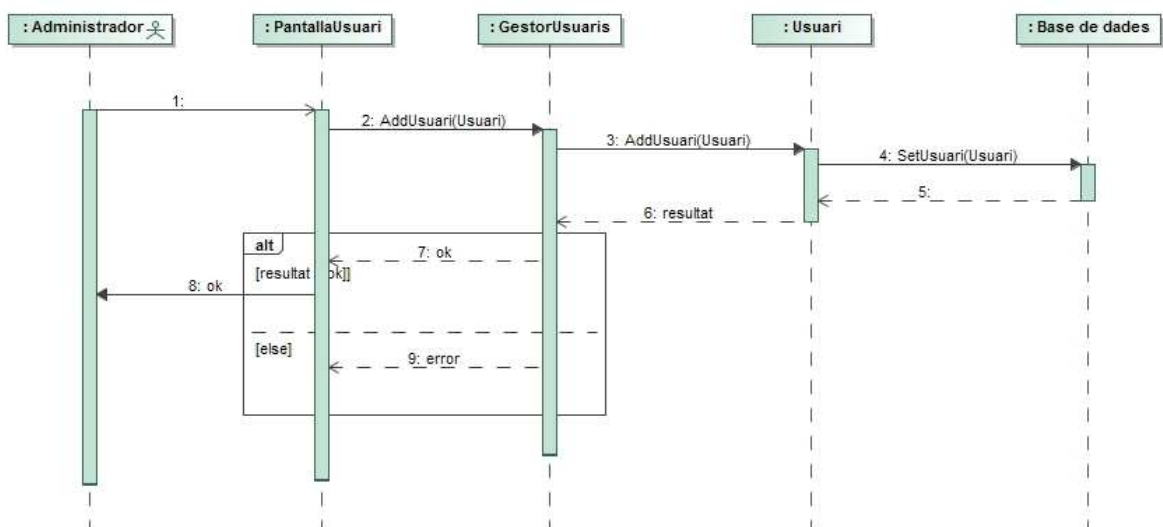 : Administrador
: PantallaUsuari
: GestorUsuaris
: Usuari
: Base de dades
1:
2: AddUsuari(Usuari)
3: AddUsuari(Usuari)
4: SetUsuari(Usuari)
5:
6: resultat
alt
7: ok
[resultat ok]]
8: ok
[else]
9: error